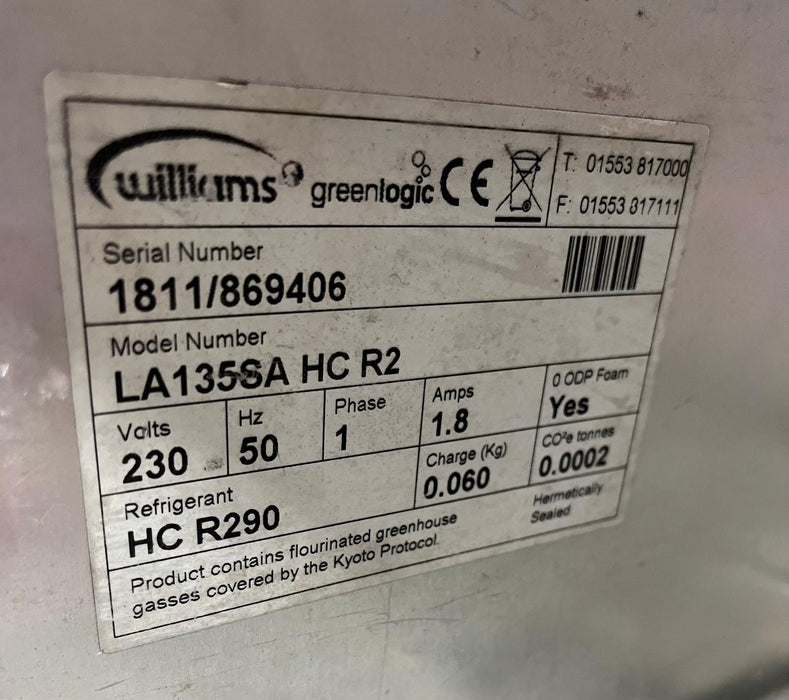 williams greenlogic CE
T: 01553 817000
F: 01553 817111
Serial Number
1811/869406
Model Number
LA135SA HC R2
Volts
230
Hz
50
Phase
1
Amps
1.8
0 ODP Foam
Yes
Refrigerant
HC R290
Charge (Kg)
0.060
CO²e tonnes
0.0002
Product contains flourinated greenhouse
gasses covered by the Kyoto Protocol.
Hermetically
Sealed